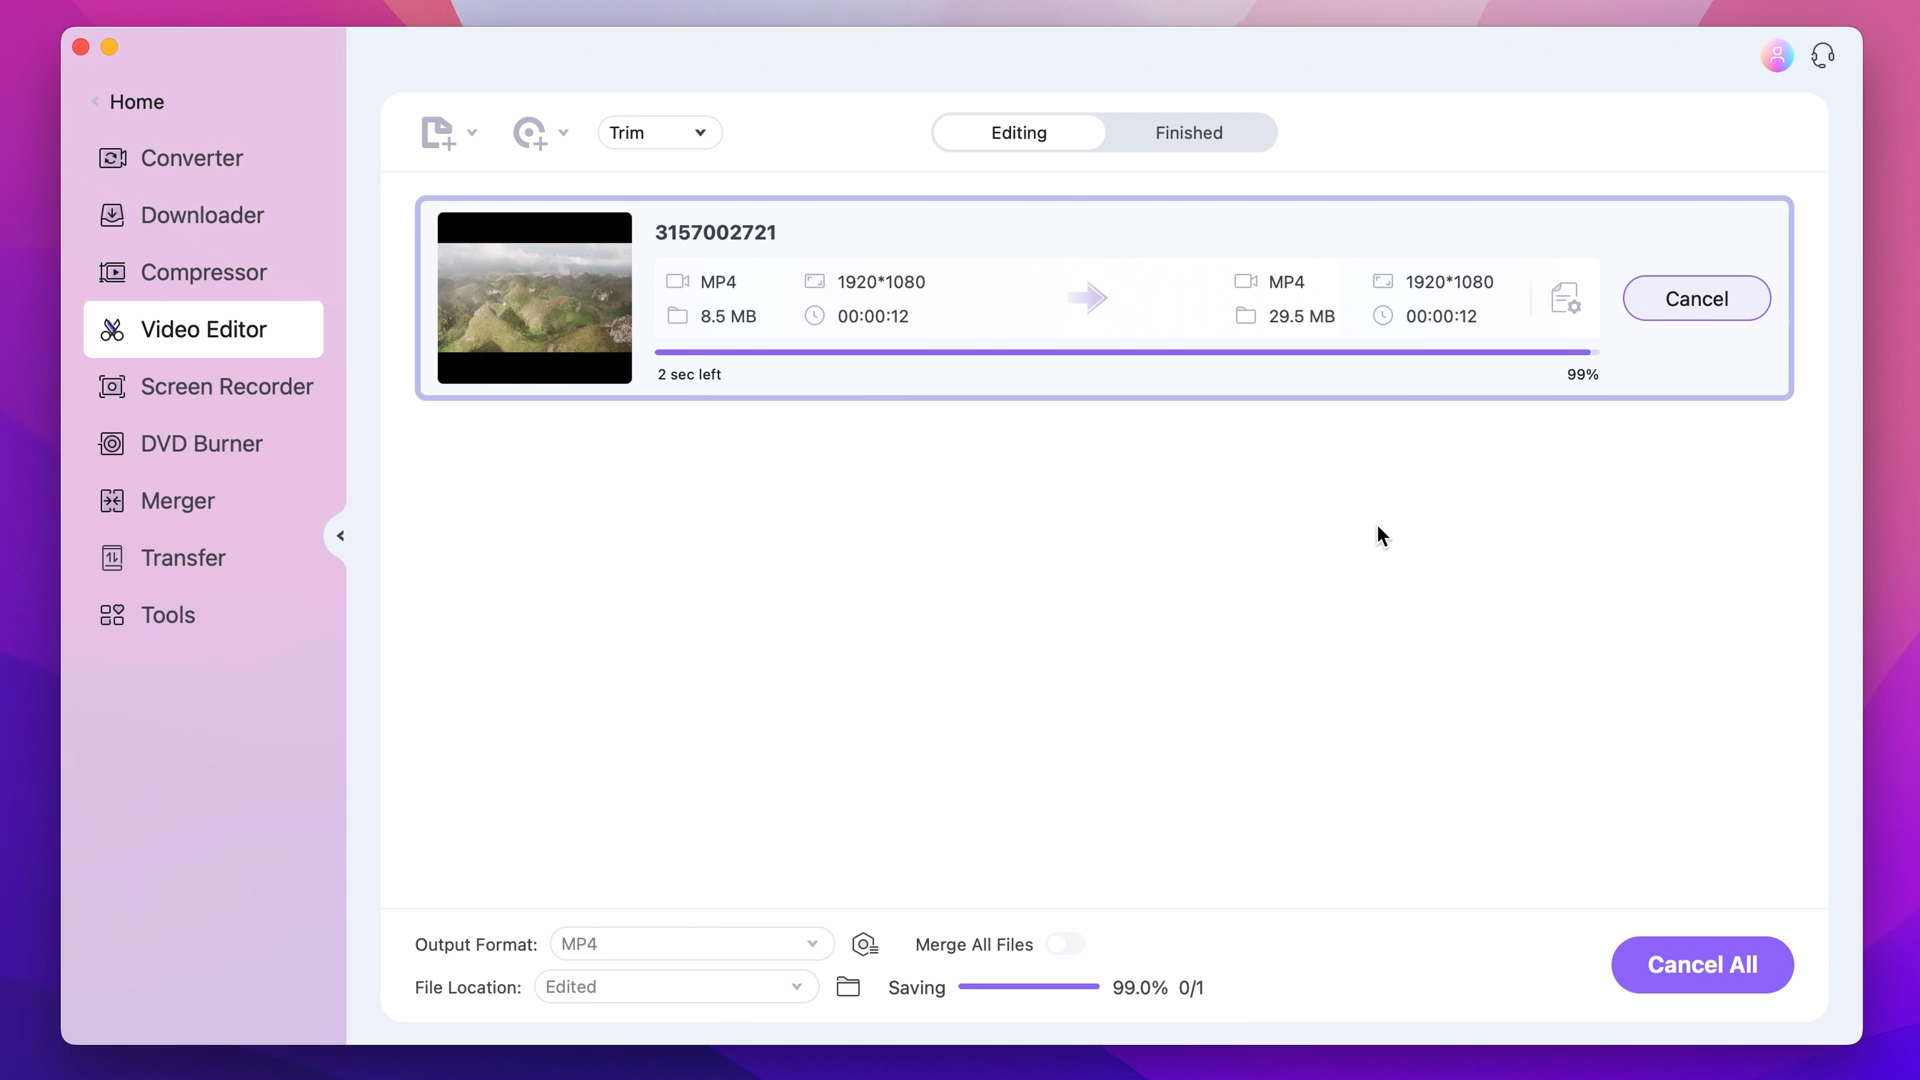 Home
Converter
Downloader
Compressor
Video Editor
Screen Recorder
DVD Burner
Merger
Transfer
Tools
Trim
Editing
Finished
3157002721
MP4 1920*1080
8.5 MB 00:00:12
MP4 1920*1080
29.5 MB 00:00:12
Cancel
2 sec left 99%
Output Format: MP4
Merge All Files
File Location: Edited
Saving 99.0% 0/1
Cancel All